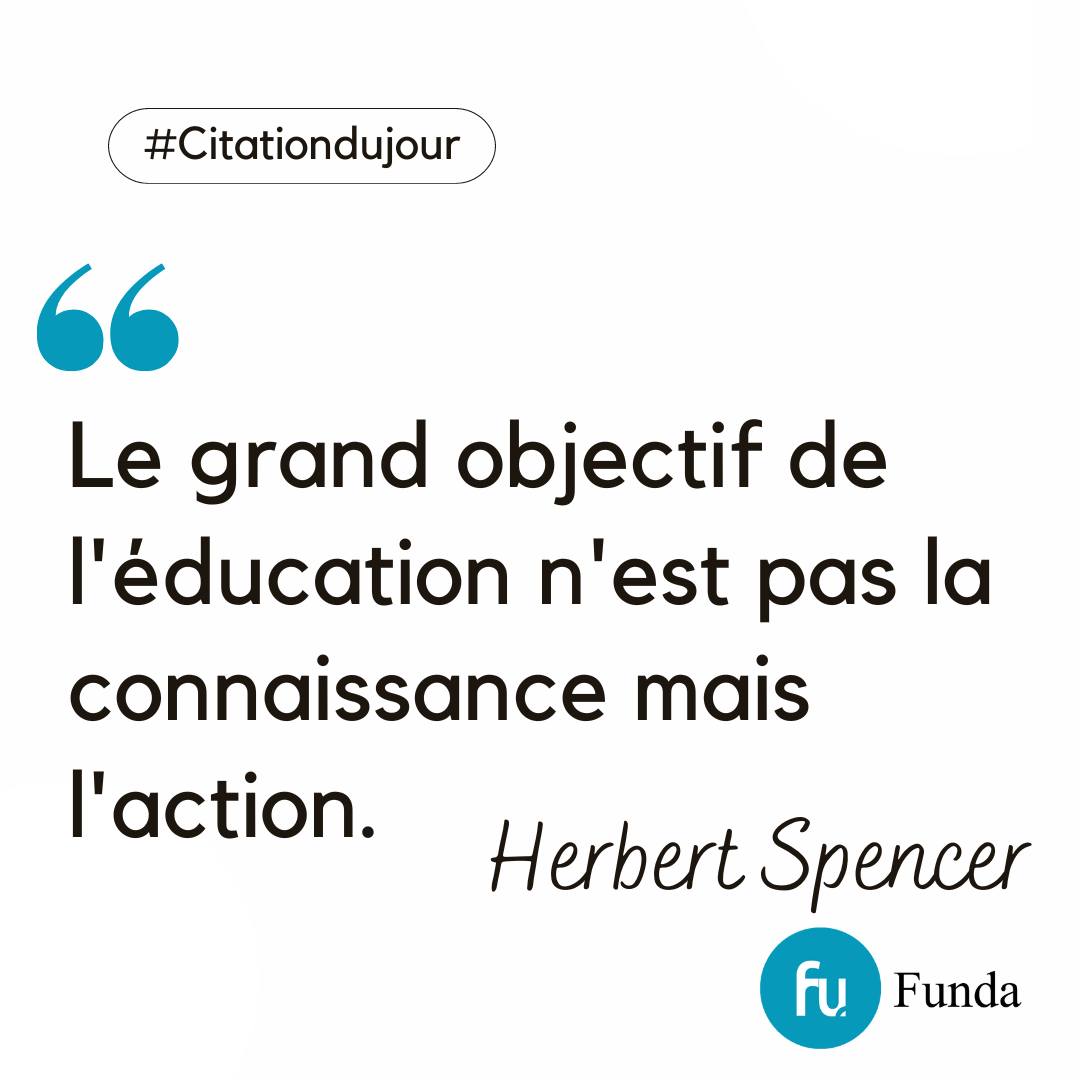 #Citationdujour
“
Le grand objectif de
l'éducation n'est pas la
connaissance mais
l'action.
Herbert Spencer
fu Funda